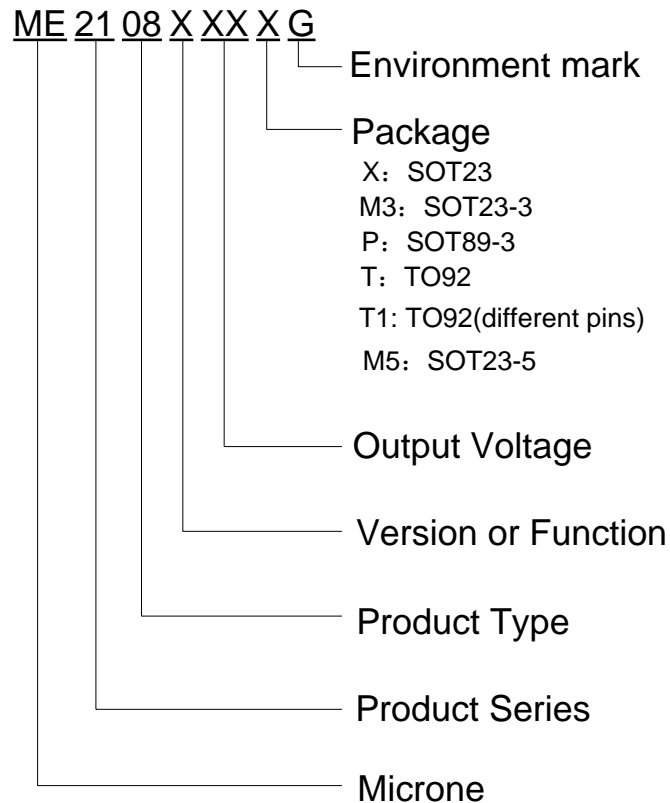 ME 21 08 X XX X G
Environment mark
Package
X：SOT23
M3：SOT23-3
P：SOT89-3
T：TO92
T1: TO92(different pins)
M5：SOT23-5
Output Voltage
Version or Function
Product Type
Product Series
Microne